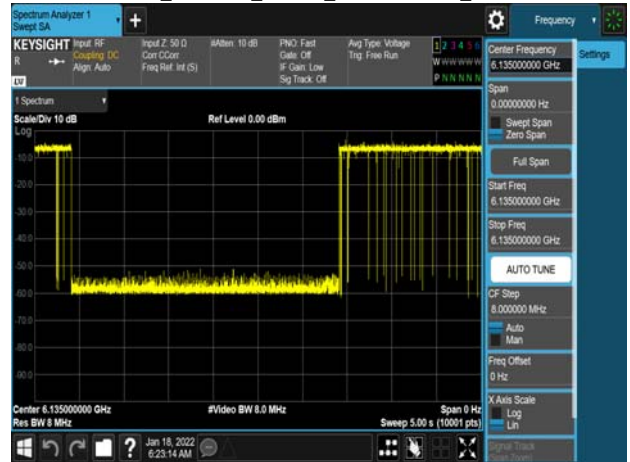 Spectrum Analyzer 1
Swept SA
+
Frequency
KEYSIGHT
R
LV
Input: RF
Coupling: DC
Align: Auto
Input Z: 50 Ω
Corr CCorr
Freq Ref: Int (S)
#Atten: 10 dB
PNO: Fast
Gate: Off
IF Gain: Low
Sig Track: Off
Avg Type: Voltage
Trig: Free Run
1 2 3 4 5 6
W W W W W W
P N N N N N
Center Frequency
6.135000000 GHz
Settings
Span
0.00000000 Hz
Swept Span
Zero Span
Full Span
Start Freq
6.135000000 GHz
Stop Freq
6.135000000 GHz
AUTO TUNE
CF Step
8.000000 MHz
Auto
Man
Freq Offset
0 Hz
X Axis Scale
Log
Lin
Signal Track
(Span Zoom)
1 Spectrum
Scale/Div 10 dB
Ref Level 0.00 dBm
Log
-10.0
-20.0
-30.0
-40.0
-50.0
-60.0
-70.0
-80.0
-90.0
Center 6.135000000 GHz
#Video BW 8.0 MHz
Span 0 Hz
Res BW 8 MHz
Sweep 5.00 s (10001 pts)
?
Jan 18, 2022
6:23:14 AM